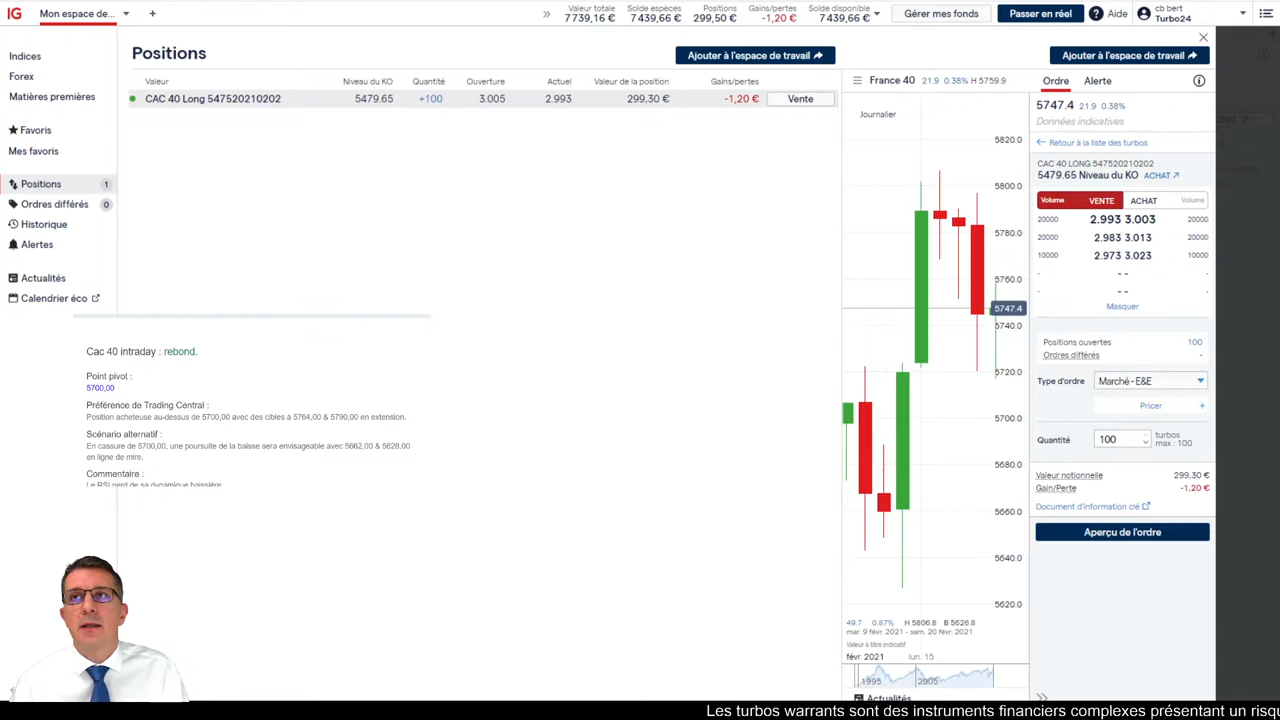 IG
Mon espace de...
Valeur totale
7 739,16 €
Solde espèces
7 439,66 €
Positions
299,50 €
Gains/pertes
-1,20 €
Solde disponible
7 439,66 €
Gérer mes fonds
Passer en réel
Aide
cb bert
Turbo24
Indices
Forex
Matières premières
Favoris
Mes favoris
Positions 1
Ordres différés 0
Historique
Alertes
Actualités
Calendrier éco
Positions
Ajouter à l'espace de travail
Valeur Niveau du KO Quantité Ouverture Actuel Valeur de la position Gains/pertes
CAC 40 Long 547520210202 5479.65 +100 3.005 2.993 299,30 € -1,20 € Vente
Cac 40 intraday : rebond.
Point pivot :
5700,00
Préférence de Trading Central :
Position acheteuse au-dessus de 5700,00 avec des cibles à 5764,00 & 5790,00 en extension.
Scénario alternatif :
En cassure de 5700,00, une poursuite de la baisse sera envisageable avec 5662,00 & 5628,00
en ligne de mire.
Commentaire :
Le RSI perd de sa dynamique baissière.
Ajouter à l'espace de travail
France 40 21.9 0.38% H 5759.9
Journalier
5820.0
5800.0
5780.0
5760.0
5747.4
5740.0
5720.0
5700.0
5680.0
5660.0
5640.0
5620.0
49.7 0.87% H 5806.8 B 5626.8
mar. 9 févr. 2021 - sam. 20 févr. 2021
Valeur à titre indicatif
févr. 2021 lun. 15
1995 2005
Actualités
Ordre Alerte
5747.4 21.9 0.38%
Données indicatives
Retour à la liste des turbos
CAC 40 LONG 547520210202
5479.65 Niveau du KO ACHAT
Volume VENTE ACHAT Volume
20000 2.993 3.003 20000
20000 2.983 3.013 20000
10000 2.973 3.023 10000
- - - -
- - - -
Masquer
Positions ouvertes 100
Ordres différés -
Type d'ordre Marché - E&E
Pricer +
Quantité 100 turbos
max : 100
Valeur notionnelle 299,30 €
Gain/Perte -1,20 €
Document d'information clé
Aperçu de l'ordre
Les turbos warrants sont des instruments financiers complexes présentant un risqu